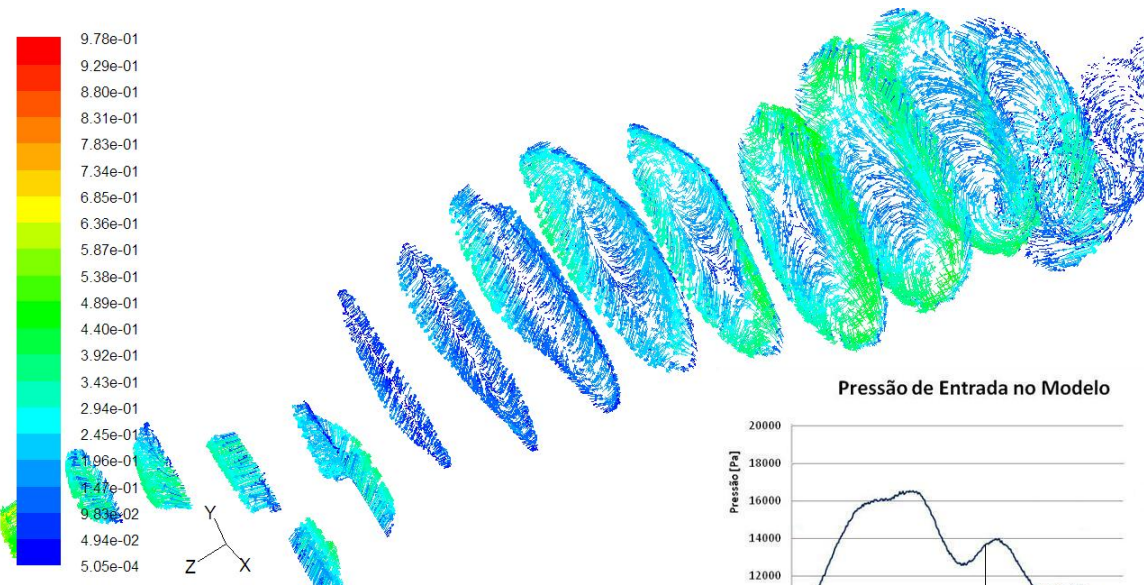 9.78e-01
9.29e-01
8.80e-01
8.31e-01
7.83e-01
7.34e-01
6.85e-01
6.36e-01
5.87e-01
5.38e-01
4.89e-01
4.40e-01
3.92e-01
3.43e-01
2.94e-01
2.45e-01
1.96e-01
1.47e-01
9.83e-02
4.94e-02
5.05e-04
Y
Z
X
Pressão de Entrada no Modelo
Pressão [Pa]
20000
18000
16000
14000
12000